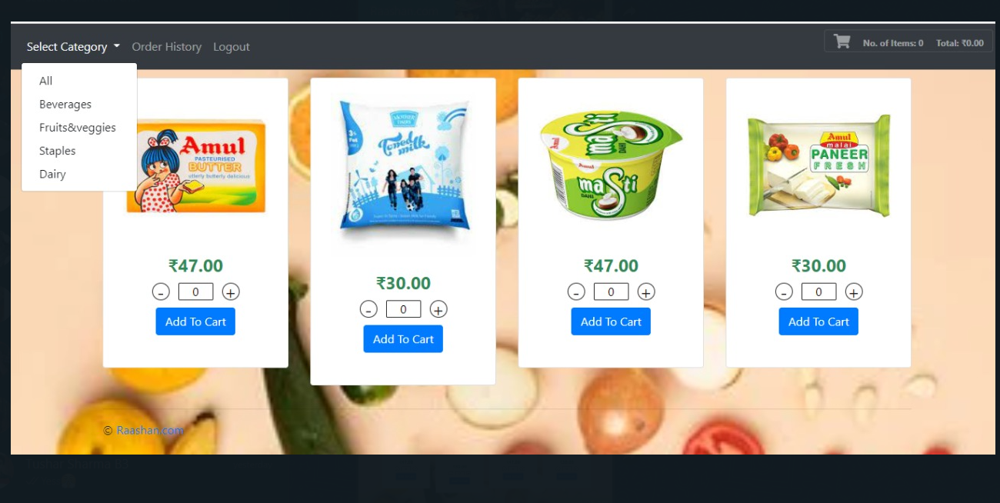 Select Category Order History Logout
No. of Items: 0 Total: ₹0.00
All
Beverages
Fruits&veggies
Staples
Dairy
Amul
PASTEURISED
BUTTER
utterly butterly delicious
MOTHER DAIRY
Toned
milk
maSti
DAHI
Amul
maSti
DAHI
Amul
malai
PANEER
FRESH
₹47.00
- 0 +
Add To Cart
₹30.00
- 0 +
Add To Cart
₹47.00
- 0 +
Add To Cart
₹30.00
- 0 +
Add To Cart
© Raashan.com